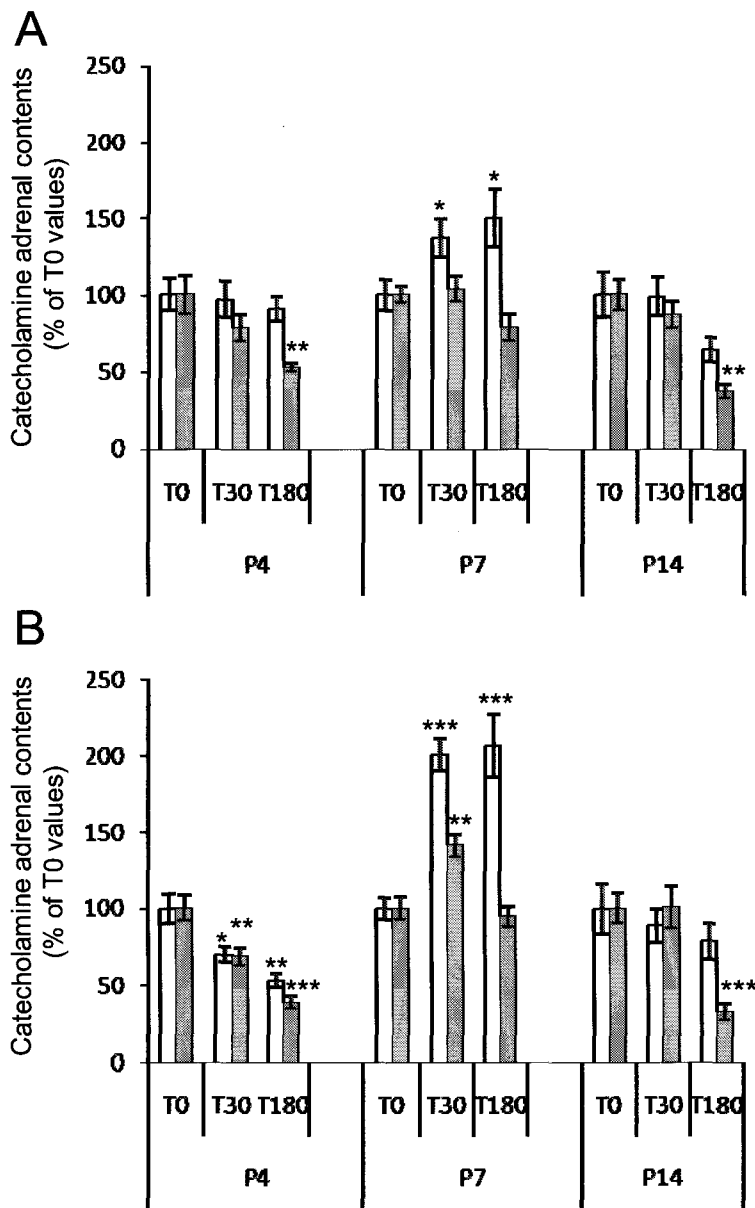 A
Catecholamine adrenal contents
(% of T0 values)
250
200
150
100
50
0
*
*
**
**
T0 T30 T180 T0 T30 T180 T0 T30 T180
P4 P7 P14
B
Catecholamine adrenal contents
(% of T0 values)
250
200
150
100
50
0
*** ***
**
* ** ** *** ***
T0 T30 T180 T0 T30 T180 T0 T30 T180
P4 P7 P14